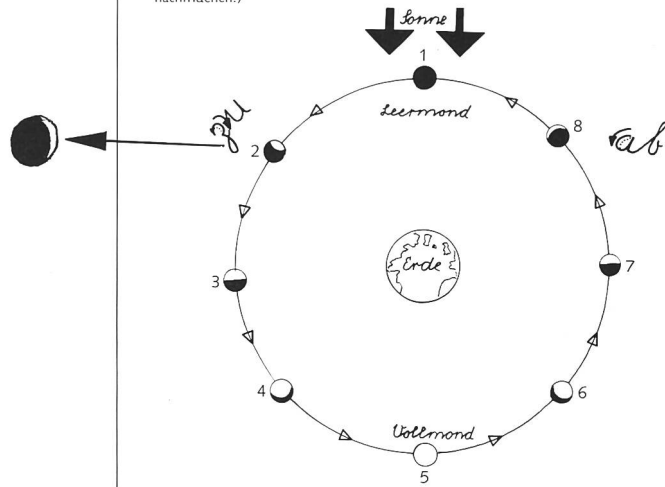 nachmachen.)
Sonne
1
Leermond
zu
2
8
ab
Erde
3
7
4
6
Vollmond
5